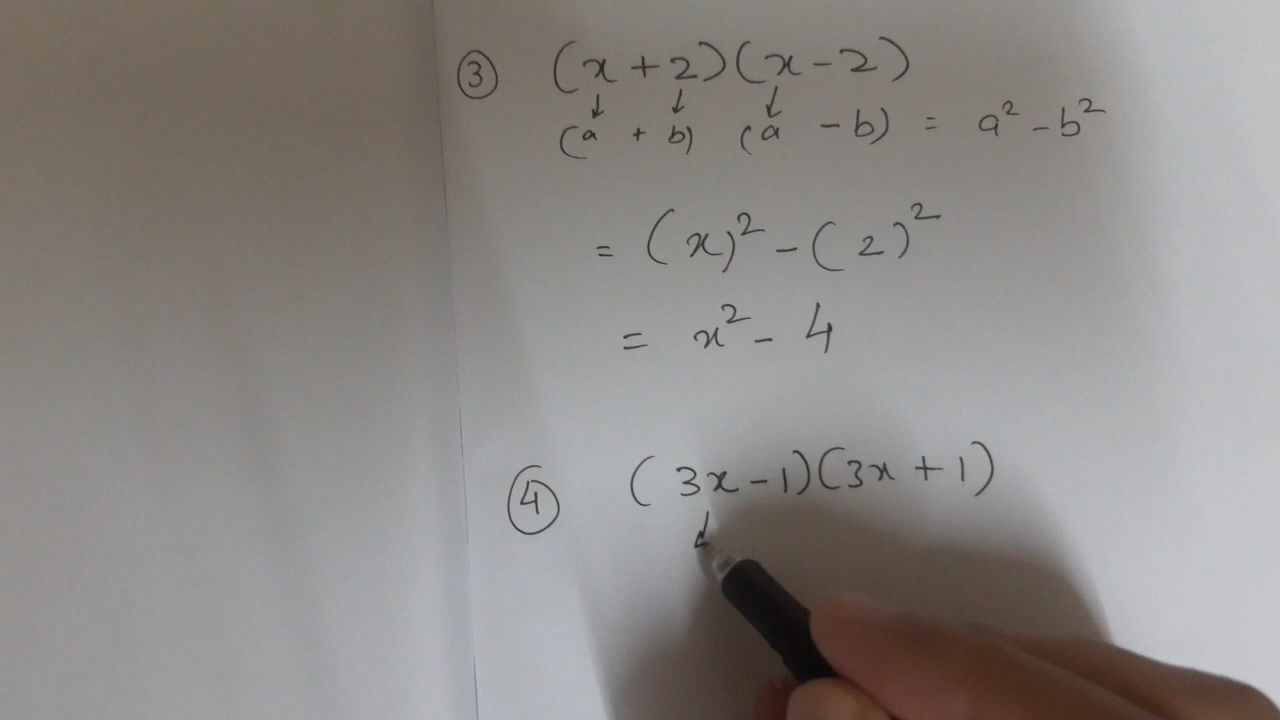 ③ (x + 2)(x - 2)
↓ ↓ ↓
(a + b) (a - b) = a² - b²
= (x)² - (2)²
= x² - 4
④ (3x - 1)(3x + 1)
↓